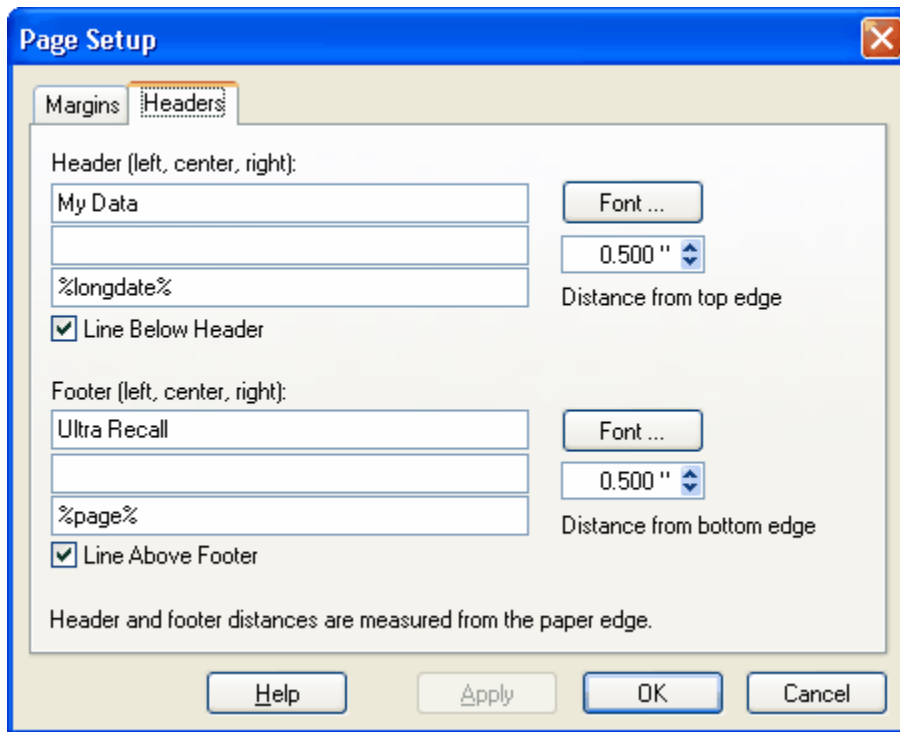 Page Setup
Margins
Headers
Header (left, center, right):
My Data
Font ...
0.500 "
%longdate%
Distance from top edge
Line Below Header
Footer (left, center, right):
Ultra Recall
Font ...
0.500 "
%page%
Distance from bottom edge
Line Above Footer
Header and footer distances are measured from the paper edge.
Help
Apply
OK
Cancel